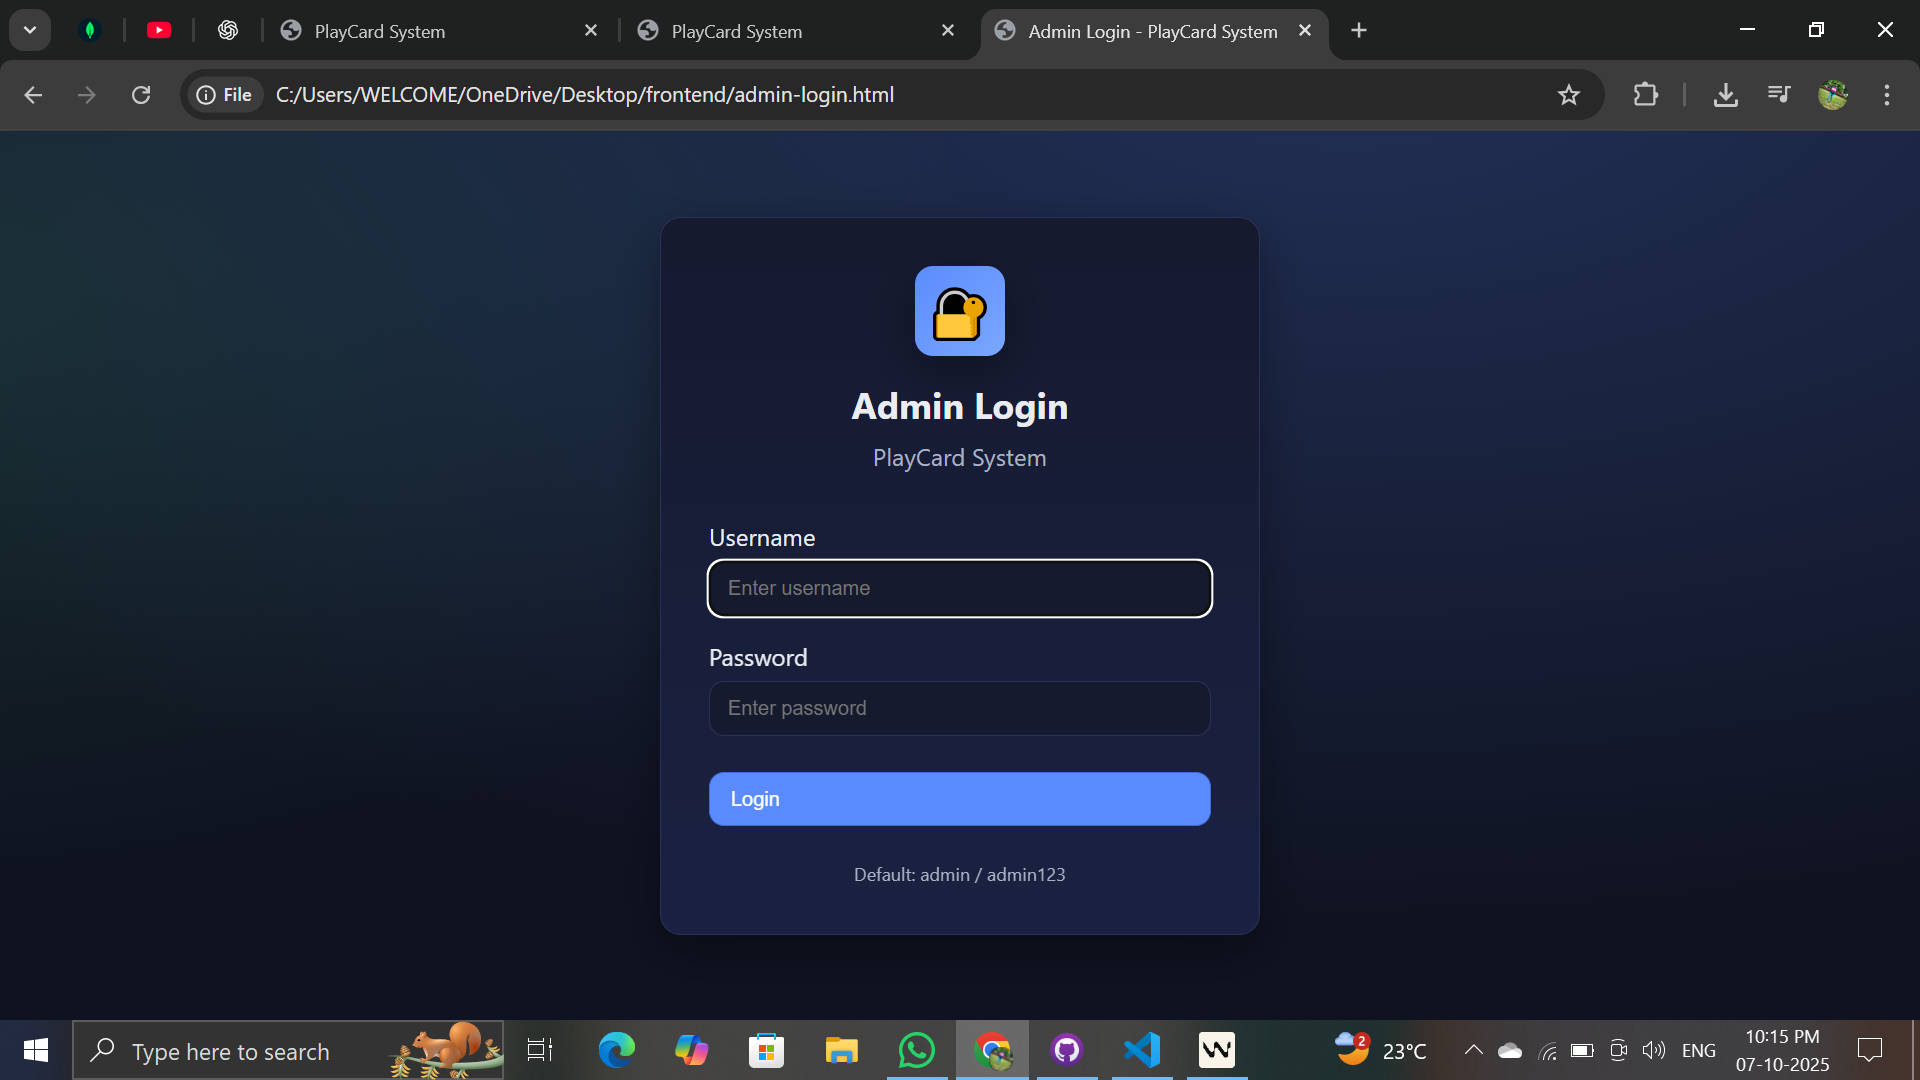 PlayCard System
PlayCard System
Admin Login - PlayCard System
File
C:/Users/WELCOME/OneDrive/Desktop/frontend/admin-login.html
Admin Login
PlayCard System
Username
Enter username
Password
Enter password
Login
Default: admin / admin123
Type here to search
2
23°C
ENG
10:15 PM
07-10-2025